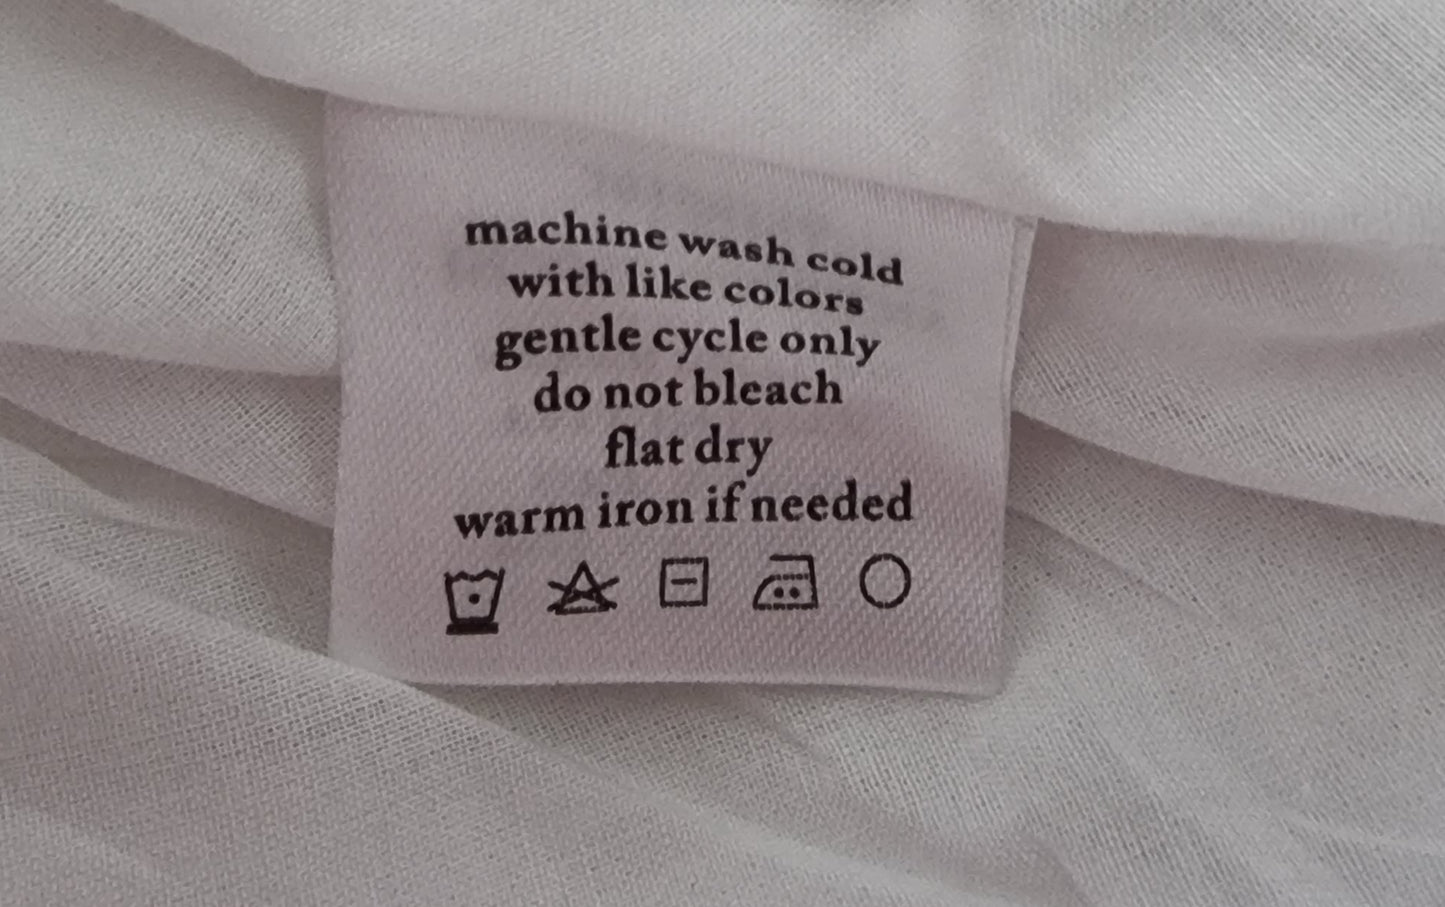 machine wash cold
with like colors
gentle cycle only
do not bleach
flat dry
warm iron if needed